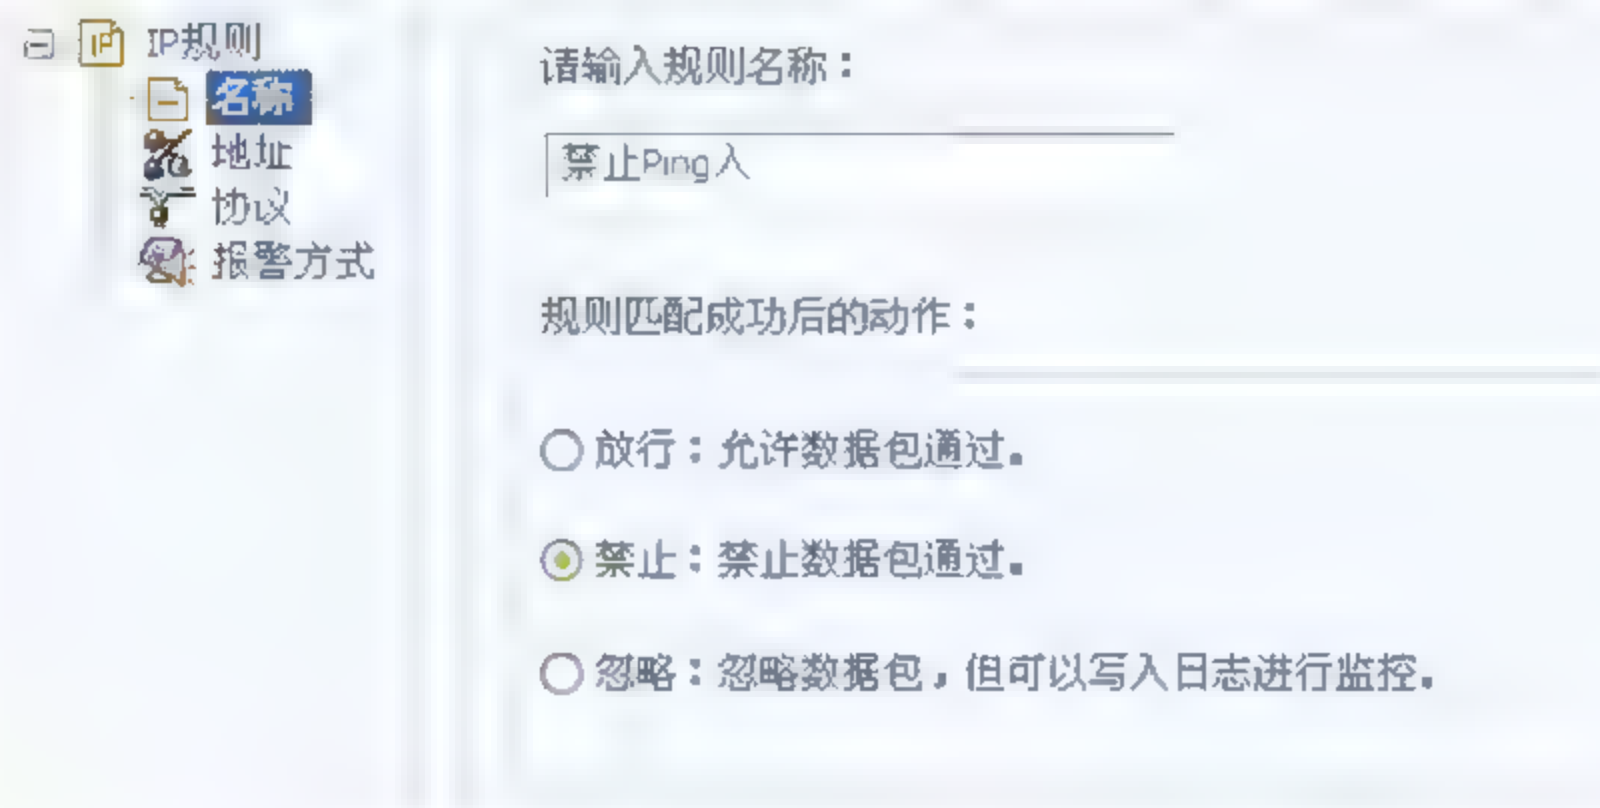 IP规则
名称
地址
协议
报警方式
请输入规则名称：
禁止Ping入
规则匹配成功后的动作：
放行：允许数据包通过。
禁止：禁止数据包通过。
忽略：忽略数据包，但可以写入日志进行监控。